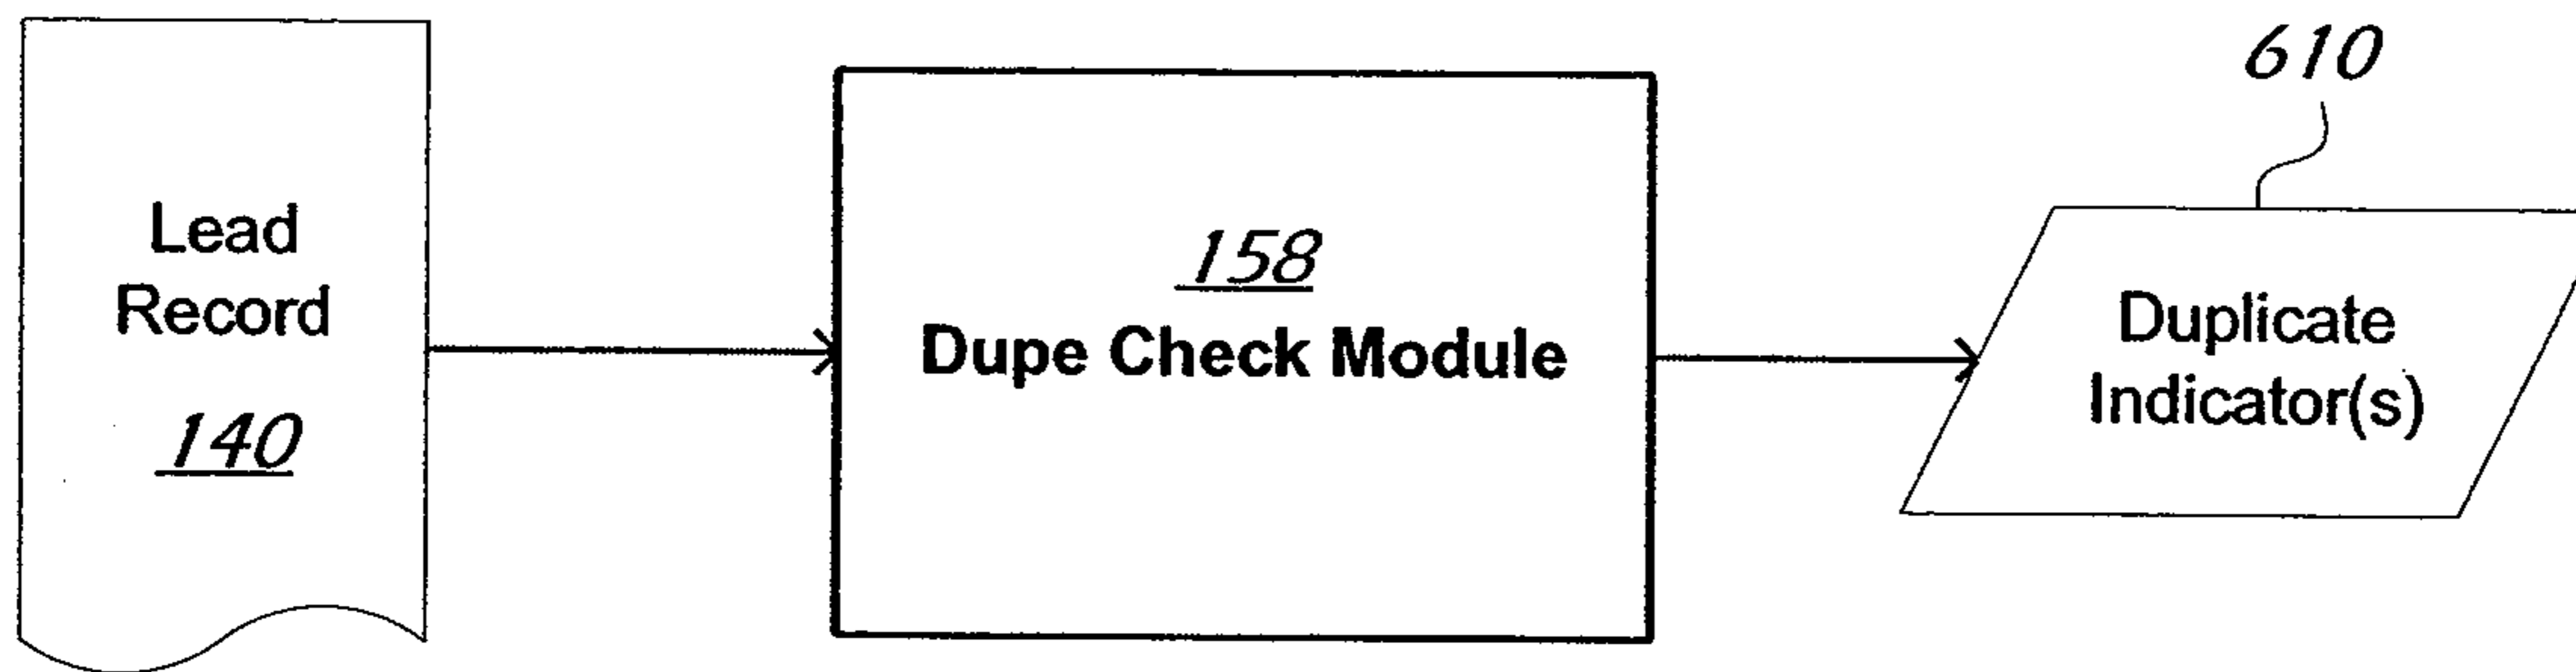 Lead
Record
140
158
Dupe Check Module
610
Duplicate
Indicator(s)